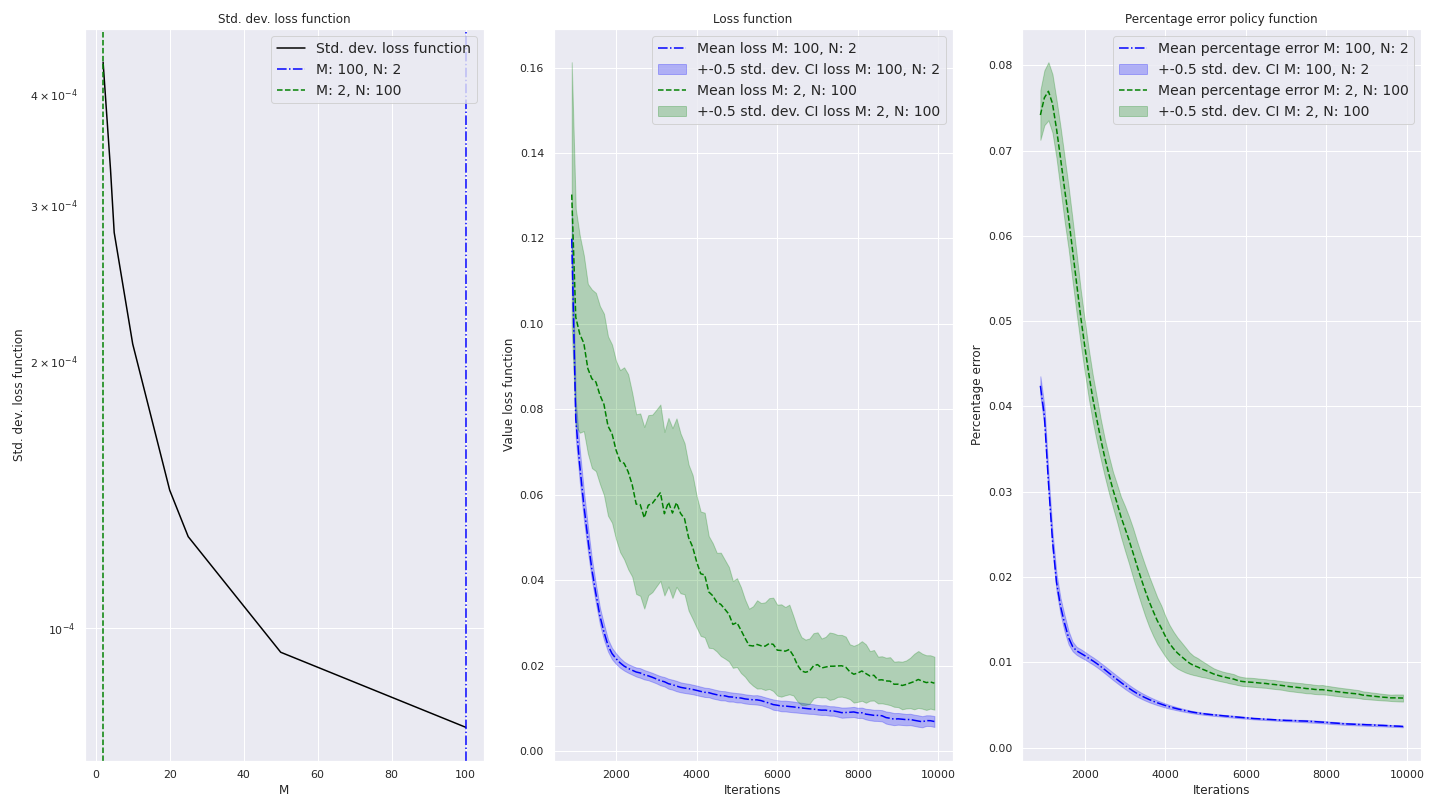 Std. dev. loss function
Std. dev. loss function
M: 100, N: 2
M: 2, N: 100
4 × 10⁻⁴
3 × 10⁻⁴
2 × 10⁻⁴
10⁻⁴
Std. dev. loss function
0
20
40
60
80
100
M
Loss function
Mean loss M: 100, N: 2
+-0.5 std. dev. CI loss M: 100, N: 2
Mean loss M: 2, N: 100
+-0.5 std. dev. CI loss M: 2, N: 100
0.16
0.14
0.12
0.10
0.08
0.06
0.04
0.02
0.00
Value loss function
2000
4000
6000
8000
10000
Iterations
Percentage error policy function
Mean percentage error M: 100, N: 2
+-0.5 std. dev. CI M: 100, N: 2
Mean percentage error M: 2, N: 100
+-0.5 std. dev. CI M: 2, N: 100
0.08
0.07
0.06
0.05
0.04
0.03
0.02
0.01
0.00
Percentage error
2000
4000
6000
8000
10000
Iterations